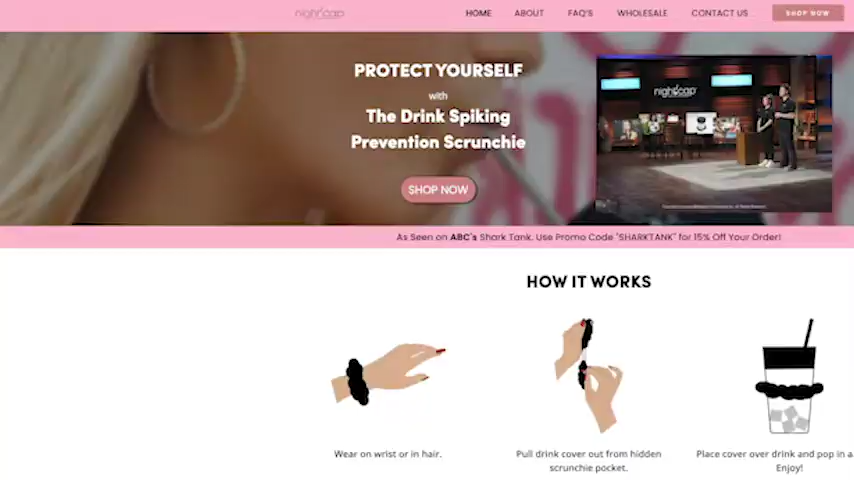 nightcap
HOME ABOUT FAQ'S WHOLESALE CONTACT US SHOP NOW
PROTECT YOURSELF
with
The Drink Spiking
Prevention Scrunchie
SHOP NOW
nightcap
As Seen on ABC's Shark Tank. Use Promo Code "SHARKTANK" for 15% Off Your Order!
HOW IT WORKS
Wear on wrist or in hair.
Pull drink cover out from hidden
scrunchie pocket.
Place cover over drink and pop in a
Enjoy!